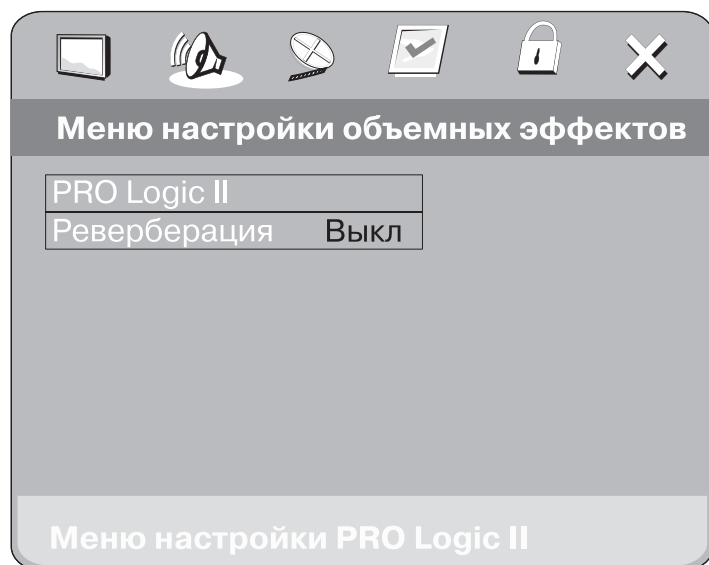 Меню настройки объемных эффектов
PRO Logic II
Реверберация Выкл
Меню настройки PRO Logic II